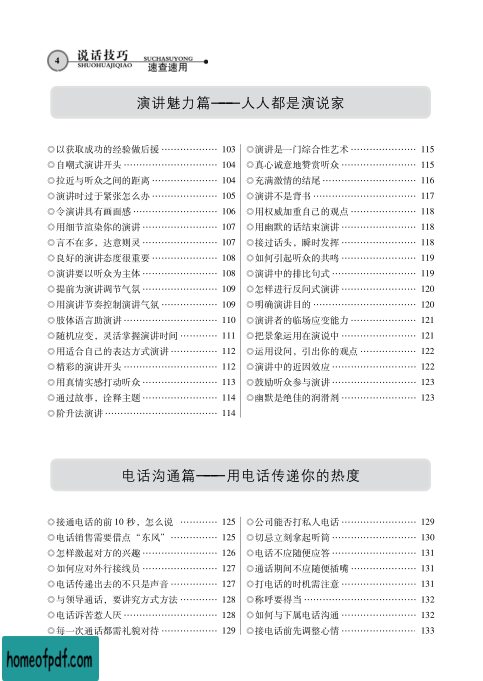 4
说话技巧 SUCHASUYONG
SHUOHUAJIQIAO 速查速用
演讲魅力篇——人人都是演说家
◎以获取成功的经验做后援 ………………… 103
◎自嘲式演讲开头 ………………………… 104
◎拉近与听众之间的距离 …………………… 104
◎演讲时过于紧张怎么办 …………………… 105
◎令演讲具有画面感 ………………………… 106
◎用细节渲染你的演讲 ……………………… 107
◎言不在多，达意则灵 ……………………… 107
◎良好的演讲态度很重要 …………………… 108
◎演讲要以听众为主体 ……………………… 108
◎提前为演讲调节气氛 ……………………… 109
◎用演讲节奏控制演讲气氛 ………………… 109
◎肢体语言助演讲 ………………………… 110
◎随机应变，灵活掌握演讲时间 …………… 111
◎用适合自己的表达方式演讲 ……………… 112
◎精彩的演讲开头 ………………………… 112
◎用真情实感打动听众 ……………………… 113
◎通过故事，诠释主题 ……………………… 114
◎阶升法演讲 ……………………………… 114
◎演讲是一门综合性艺术 …………………… 115
◎真心诚意地赞赏听众 ……………………… 115
◎充满激情的结尾 ………………………… 116
◎演讲不是背书 …………………………… 117
◎用权威加重自己的观点 …………………… 118
◎用幽默的话结束演讲 ……………………… 118
◎接过话头，瞬时发挥 ……………………… 118
◎如何引起听众的共鸣 ……………………… 119
◎演讲中的排比句式 ………………………… 119
◎怎样进行反问式演讲 ……………………… 120
◎明确演讲目的 …………………………… 120
◎演讲者的临场应变能力 …………………… 121
◎把景象运用在演说中 ……………………… 121
◎运用设问，引出你的观点 ………………… 122
◎演讲中的近因效应 ………………………… 122
◎鼓励听众参与演讲 ………………………… 123
◎幽默是绝佳的润滑剂 ……………………… 123
电话沟通篇——用电话传递你的热度
◎接通电话的前 10 秒，怎么说 ………… 125
◎电话销售需要借点“东风” …………… 125
◎怎样激起对方的兴趣 ……………………… 126
◎如何应对外行接线员 ……………………… 127
◎电话传递出去的不只是声音 ……………… 127
◎与领导通话，要讲究方式方法 …………… 128
◎电话诉苦惹人厌 ………………………… 128
◎每一次通话都需礼貌对待 ………………… 129
◎公司能否打私人电话 ……………………… 129
◎切忌立刻拿起听筒 ………………………… 130
◎电话不应随便应答 ………………………… 131
◎通话期间不应随便插嘴 …………………… 131
◎打电话的时机需注意 ……………………… 131
◎称呼要得当 ……………………………… 132
◎如何与下属电话沟通 ……………………… 132
◎接电话前先调整心情 ……………………… 133
homeofpdf.com